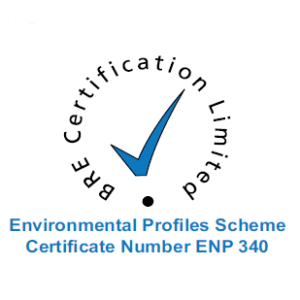 BRE Certification Limited
Environmental Profiles Scheme
Certificate Number ENP 340